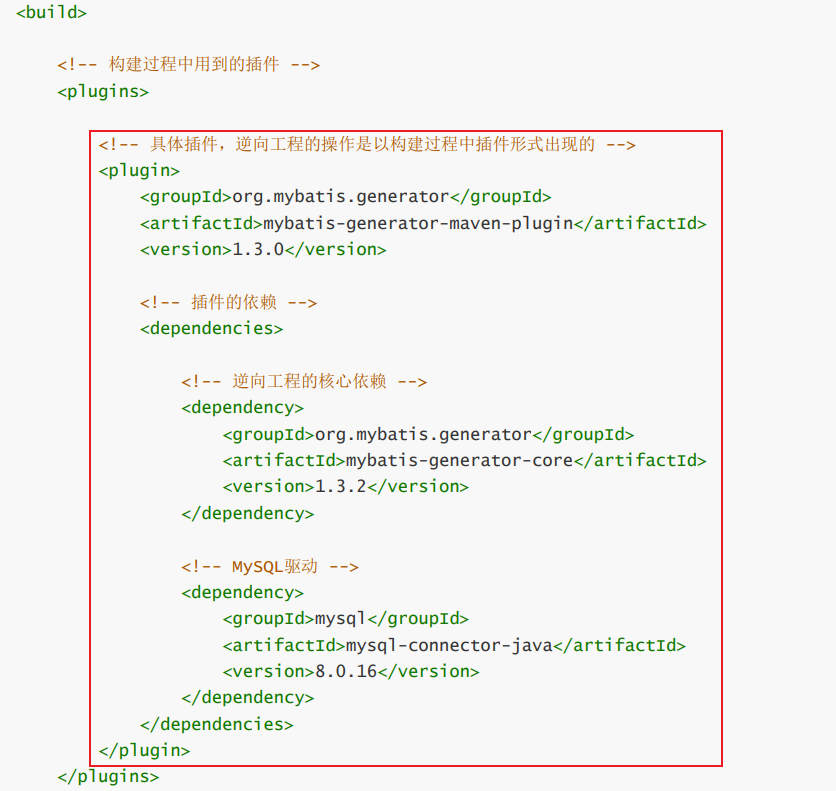 <build>
<!-- 构建过程中用到的插件 -->
<plugins>
<!-- 具体插件，逆向工程的操作是以构建过程中插件形式出现的 -->
<plugin>
<groupId>org.mybatis.generator</groupId>
<artifactId>mybatis-generator-maven-plugin</artifactId>
<version>1.3.0</version>
<!-- 插件的依赖 -->
<dependencies>
<!-- 逆向工程的核心依赖 -->
<dependency>
<groupId>org.mybatis.generator</groupId>
<artifactId>mybatis-generator-core</artifactId>
<version>1.3.2</version>
</dependency>
<!-- MySQL驱动 -->
<dependency>
<groupId>mysql</groupId>
<artifactId>mysql-connector-java</artifactId>
<version>8.0.16</version>
</dependency>
</dependencies>
</plugin>
</plugins>